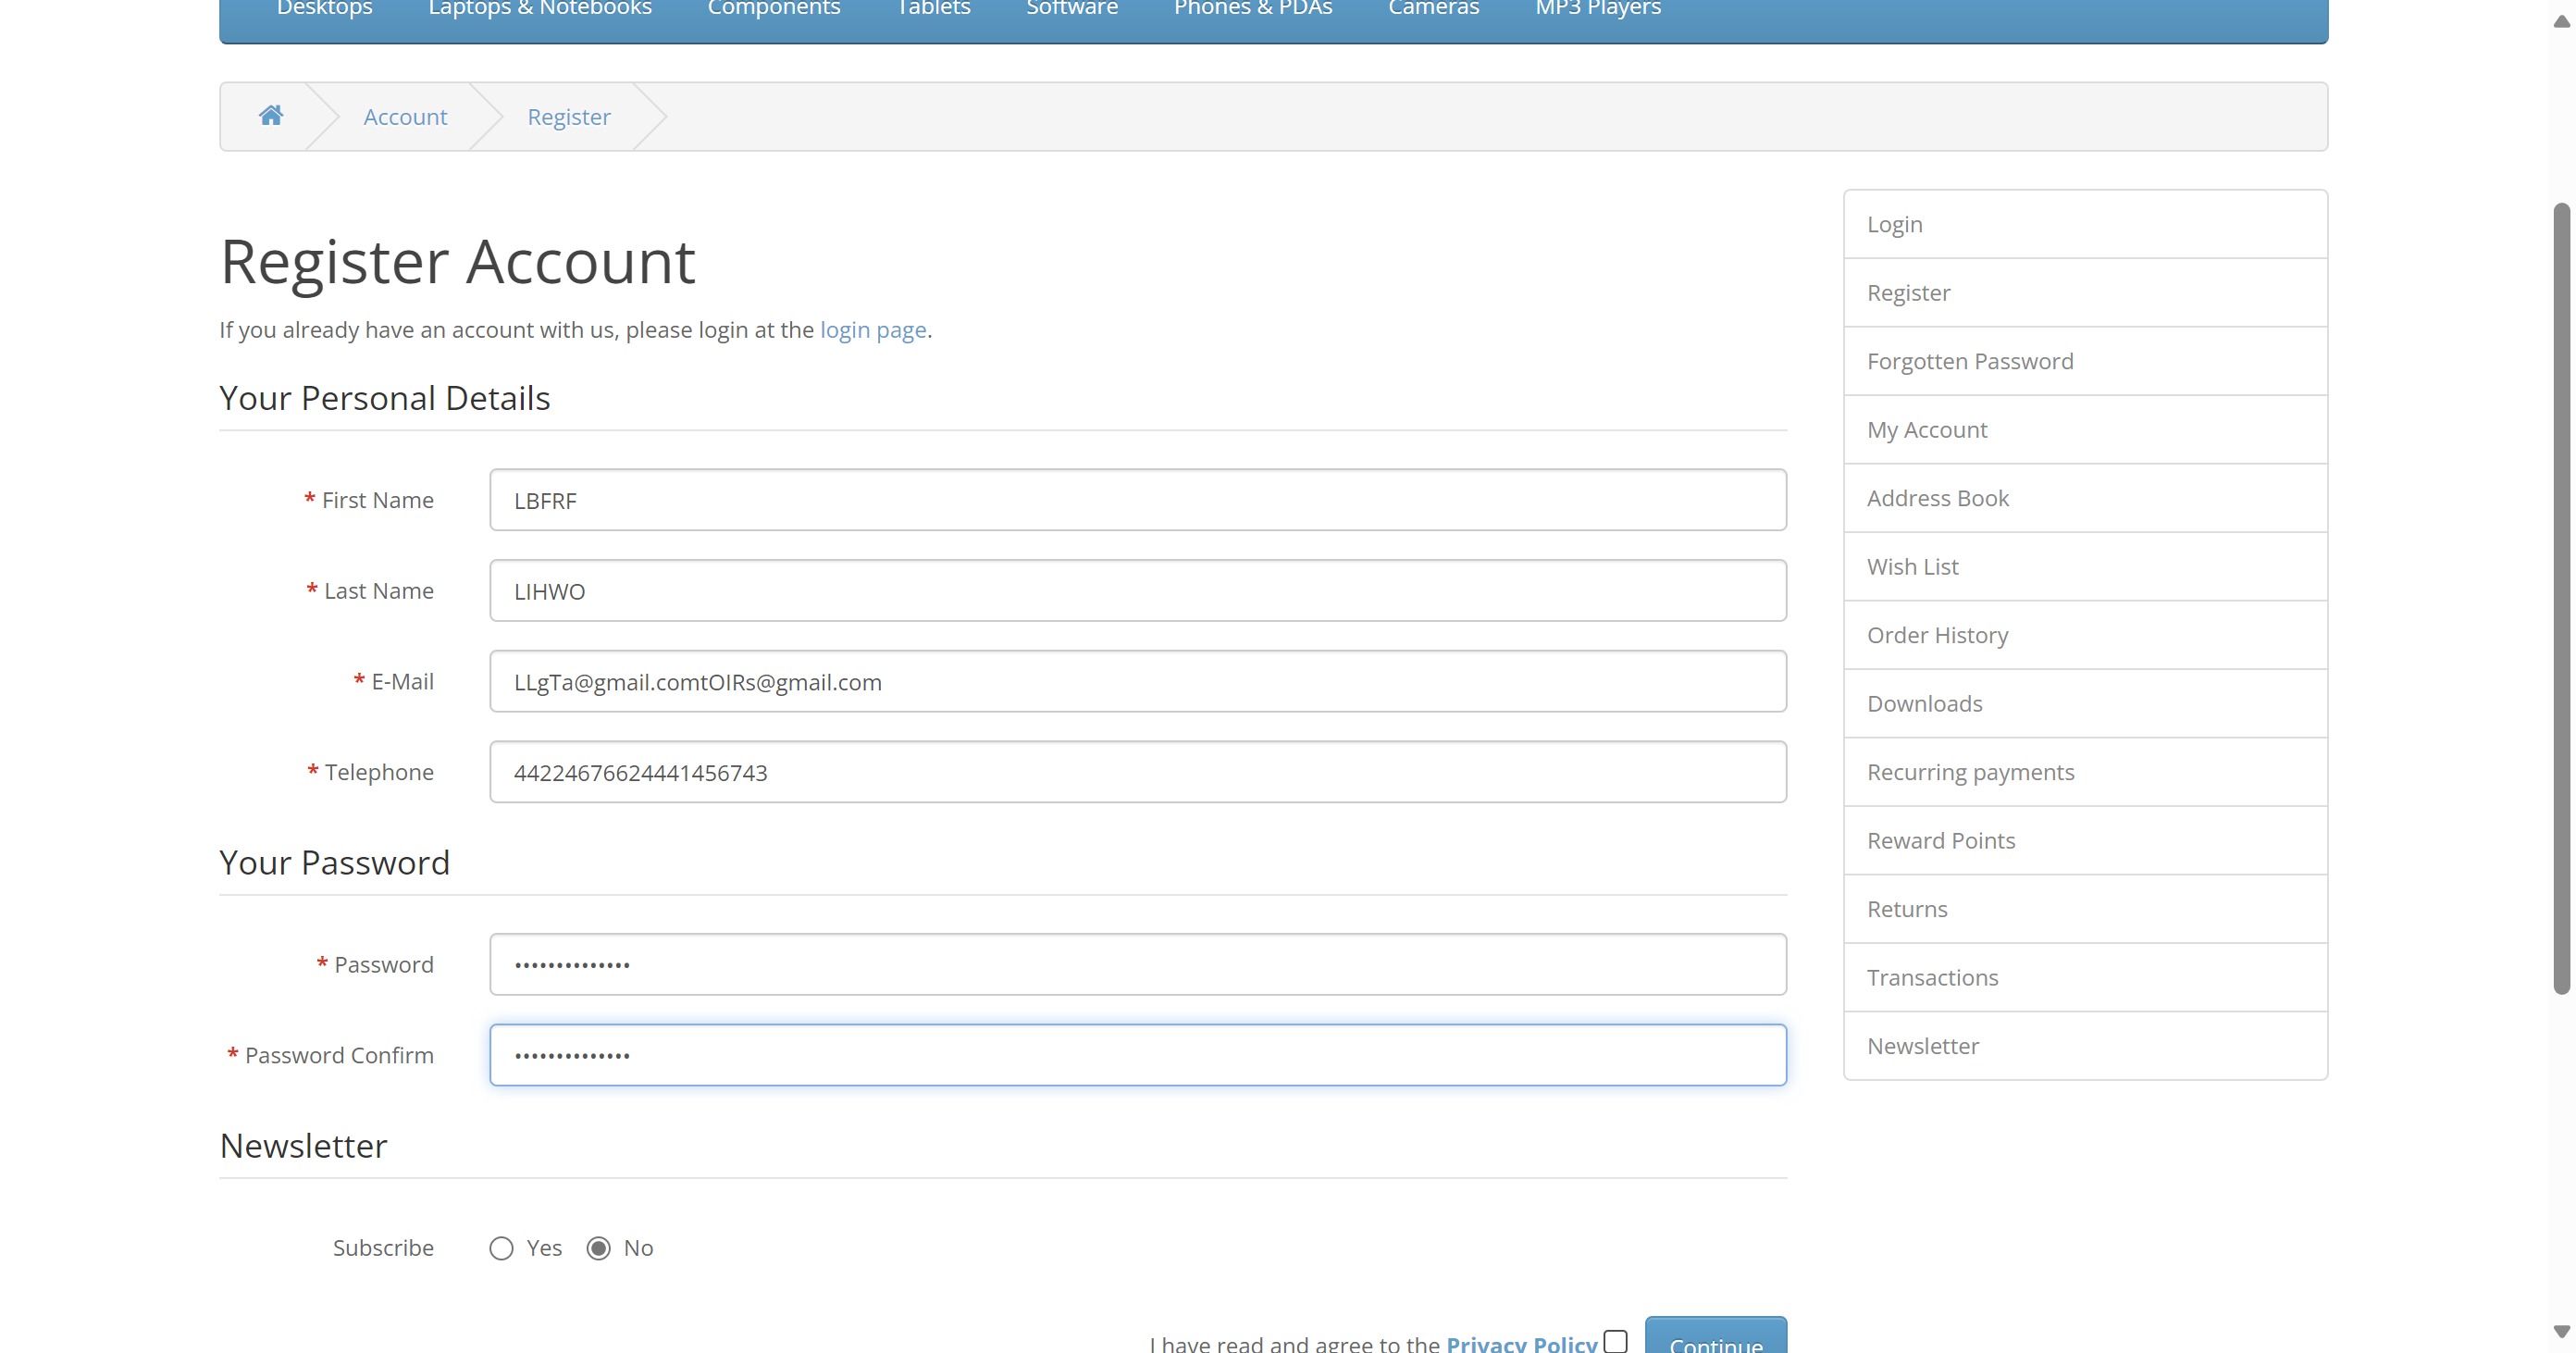 Desktops Laptops & Notebooks Components Tablets Software Phones & PDAs Cameras MP3 Players
Account Register
Register Account
If you already have an account with us, please login at the login page.
Your Personal Details
* First Name LBFRF
* Last Name LIHWO
* E-Mail LLgTa@gmail.comtOIRs@gmail.com
* Telephone 44224676624441456743
Your Password
* Password ••••••••••••••
* Password Confirm ••••••••••••••
Newsletter
Subscribe Yes No
I have read and agree to the Privacy Policy Continue
Login
Register
Forgotten Password
My Account
Address Book
Wish List
Order History
Downloads
Recurring payments
Reward Points
Returns
Transactions
Newsletter